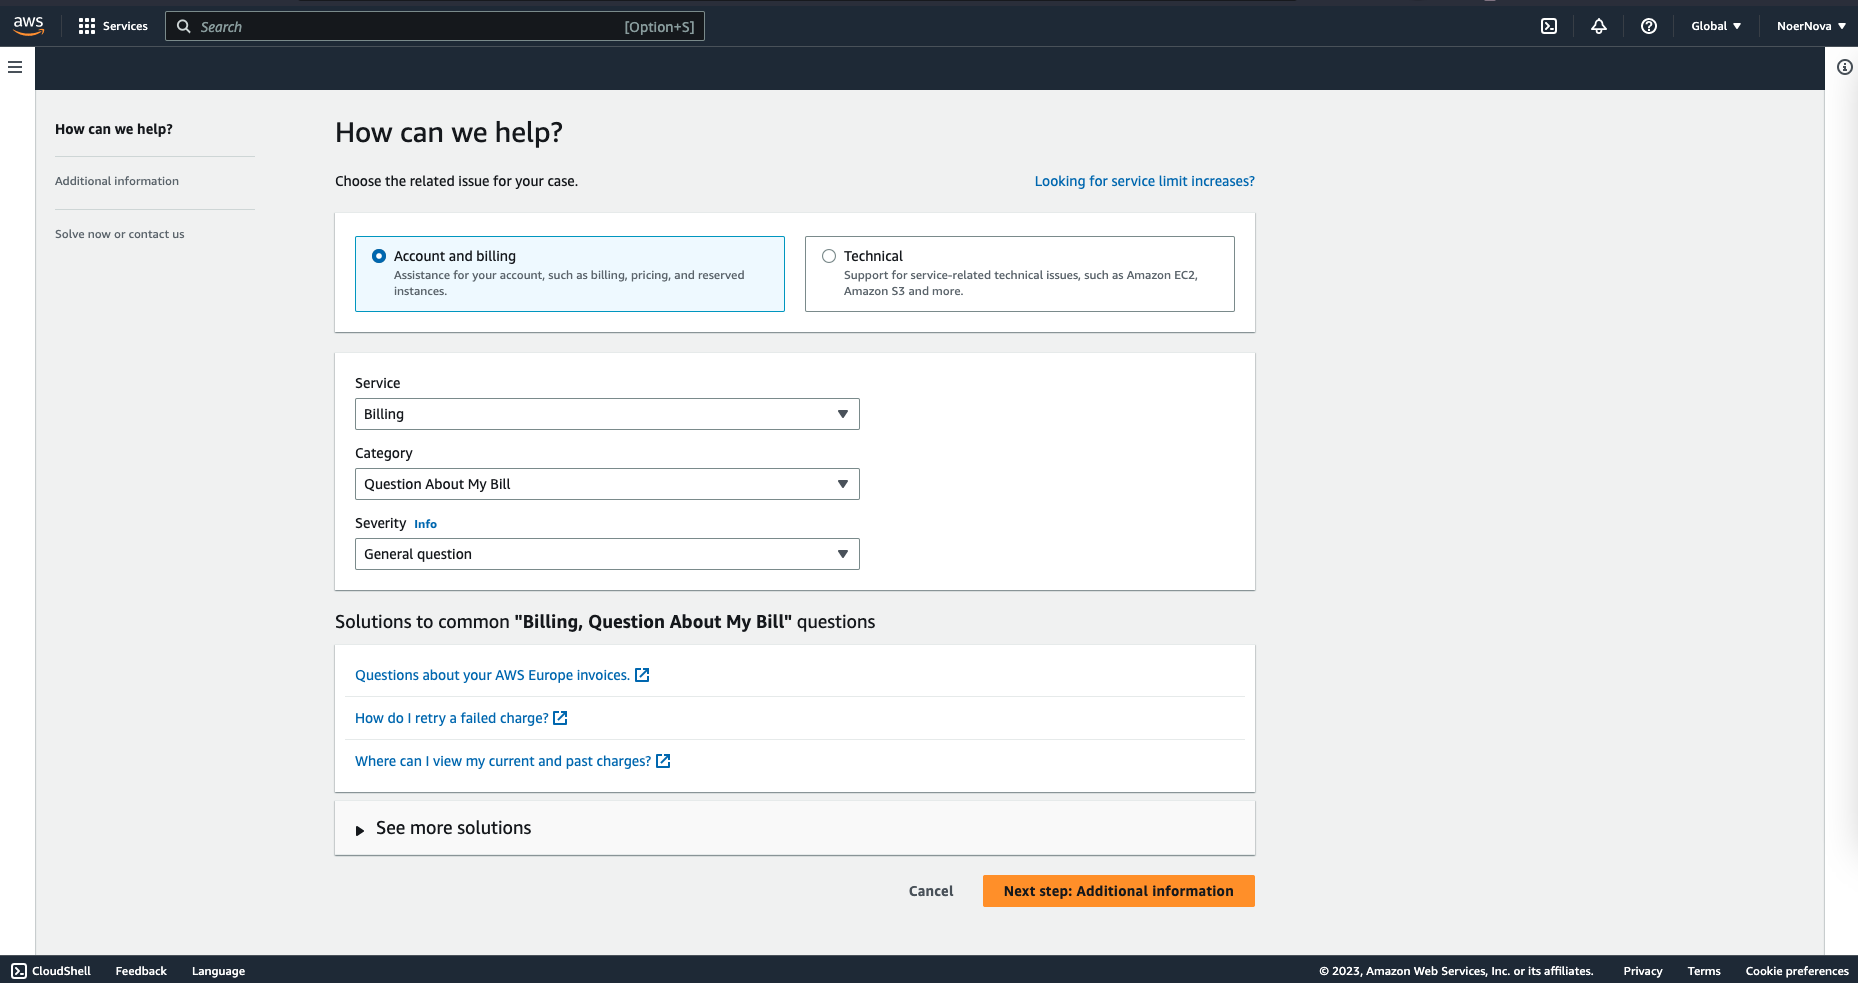 aws
Services
Search
[Option+S]
Global
NoerNova
How can we help?
Additional information
Solve now or contact us
How can we help?
Choose the related issue for your case.
Looking for service limit increases?
Account and billing
Assistance for your account, such as billing, pricing, and reserved
instances.
Technical
Support for service-related technical issues, such as Amazon EC2,
Amazon S3 and more.
Service
Billing
Category
Question About My Bill
Severity Info
General question
Solutions to common "Billing, Question About My Bill" questions
Questions about your AWS Europe invoices.
How do I retry a failed charge?
Where can I view my current and past charges?
See more solutions
Cancel
Next step: Additional information
CloudShell
Feedback
Language
© 2023, Amazon Web Services, Inc. or its affiliates.
Privacy
Terms
Cookie preferences